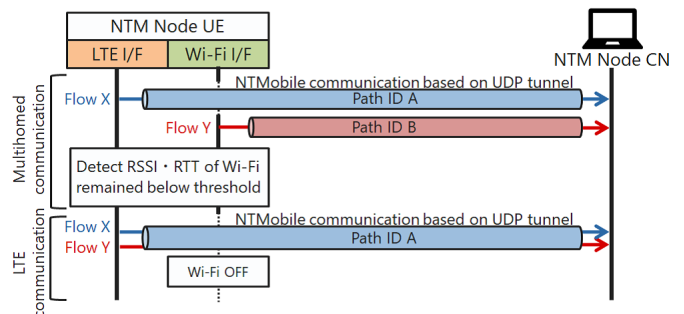 NTM Node UE
LTE I/F
Wi-Fi I/F
NTM Node CN
Multihomed
communication
NTMobile communication based on UDP tunnel
Flow X
Path ID A
Flow Y
Path ID B
Detect RSSI・RTT of Wi-Fi
remained below threshold
LTE
communication
NTMobile communication based on UDP tunnel
Flow X
Flow Y
Path ID A
Wi-Fi OFF